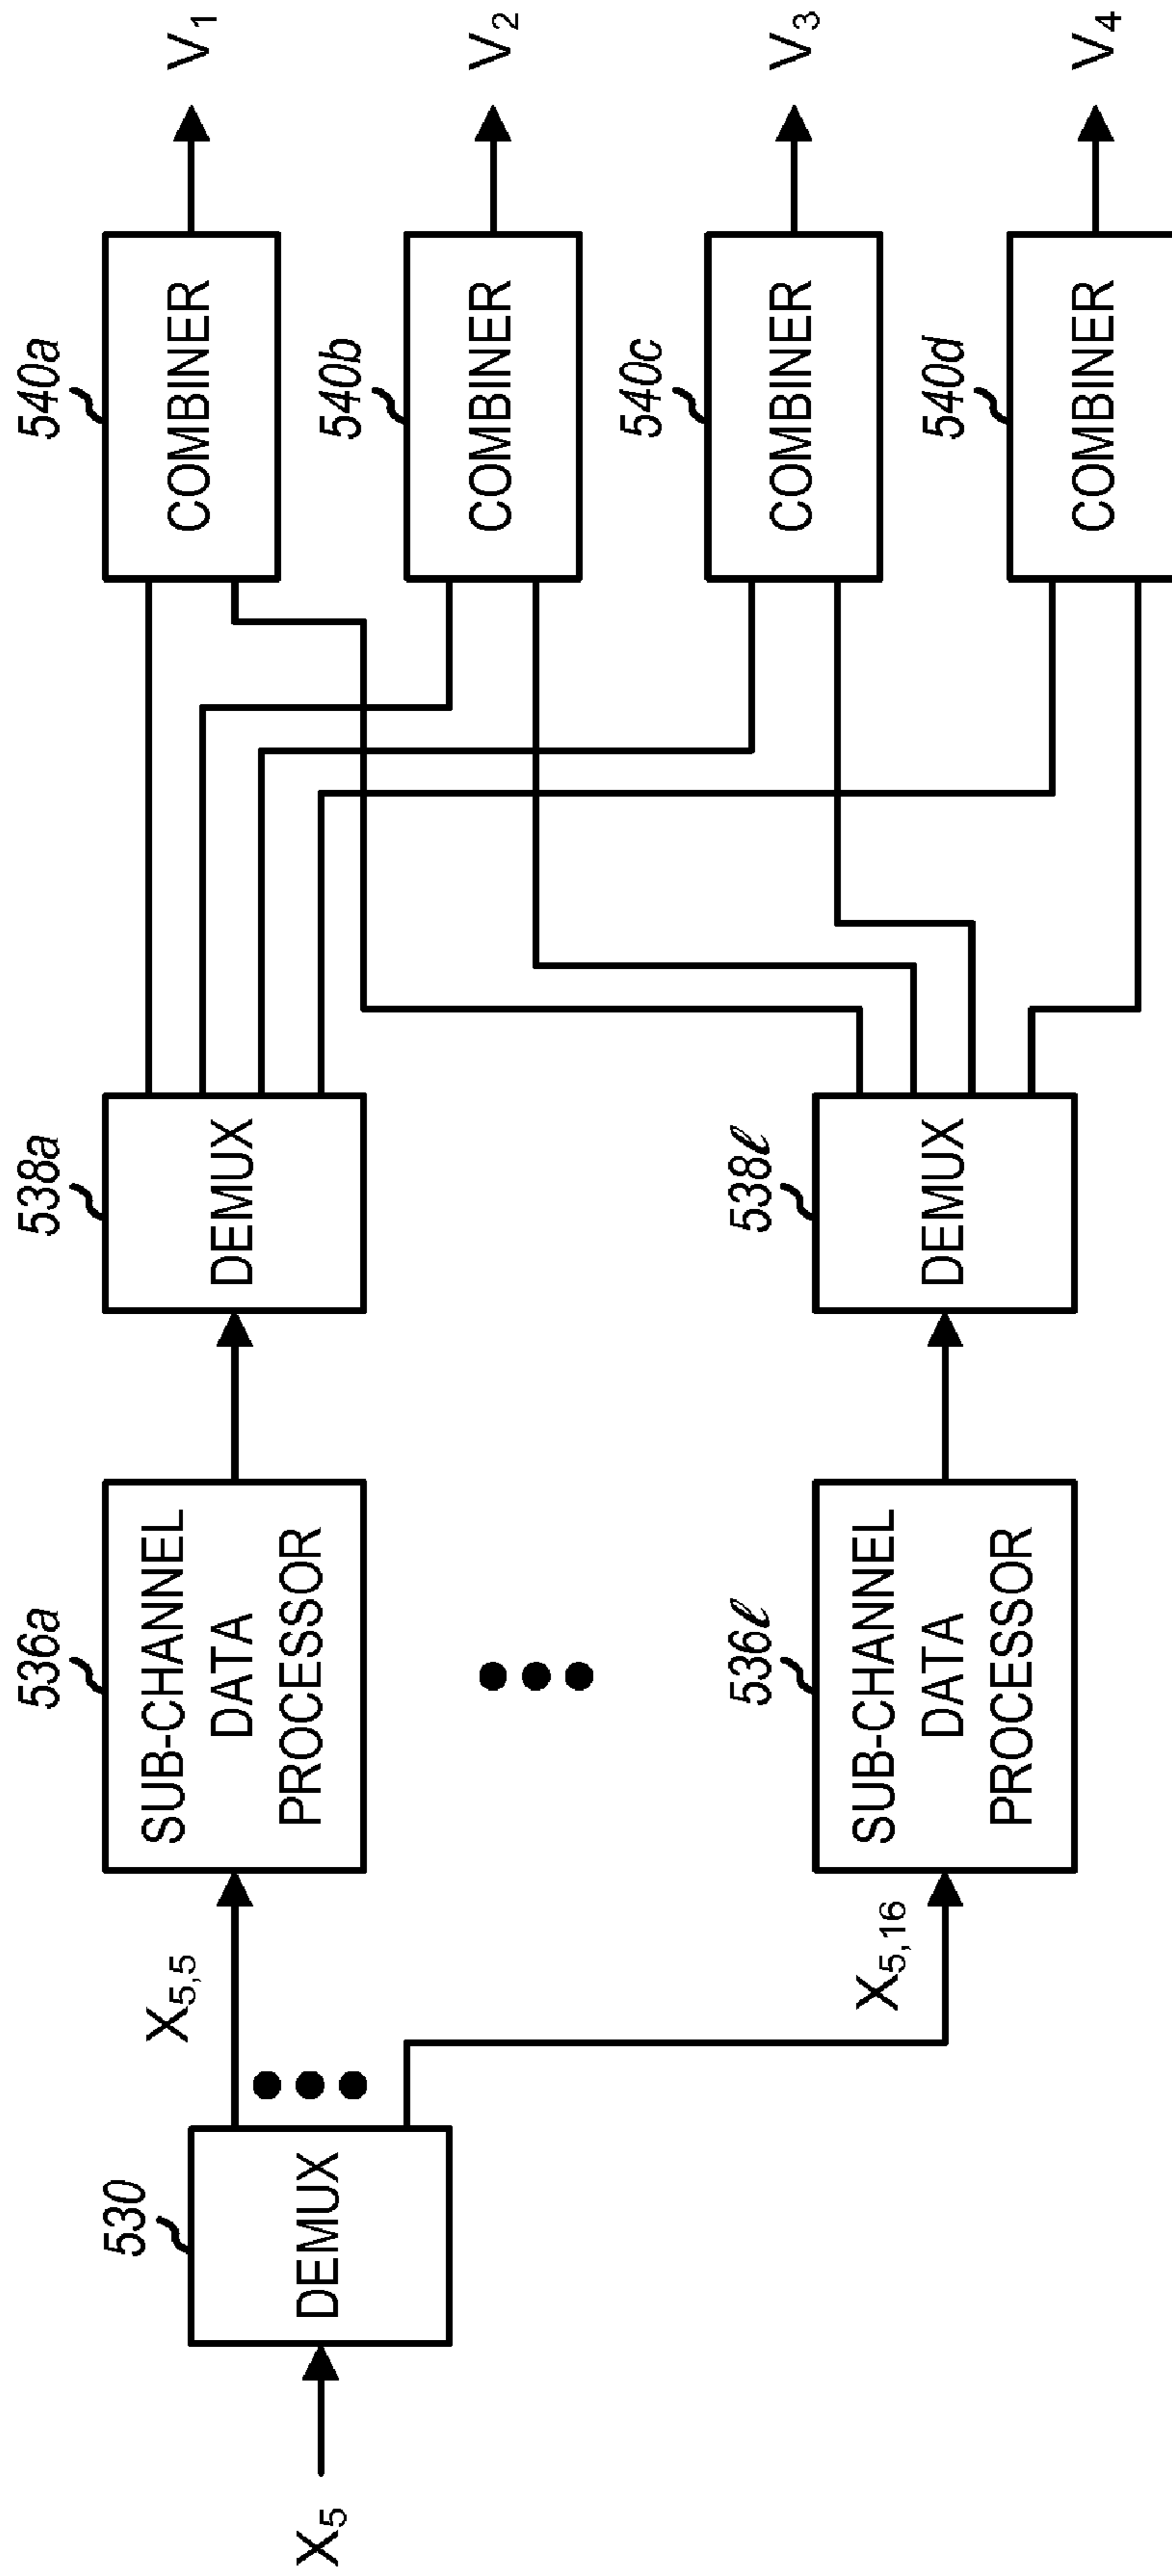 X5
530
DEMUX
X5,5
X5,16
536a
SUB-CHANNEL
DATA
PROCESSOR
536ℓ
SUB-CHANNEL
DATA
PROCESSOR
538a
DEMUX
538ℓ
DEMUX
540a
COMBINER
V1
540b
COMBINER
V2
540c
COMBINER
V3
540d
COMBINER
V4